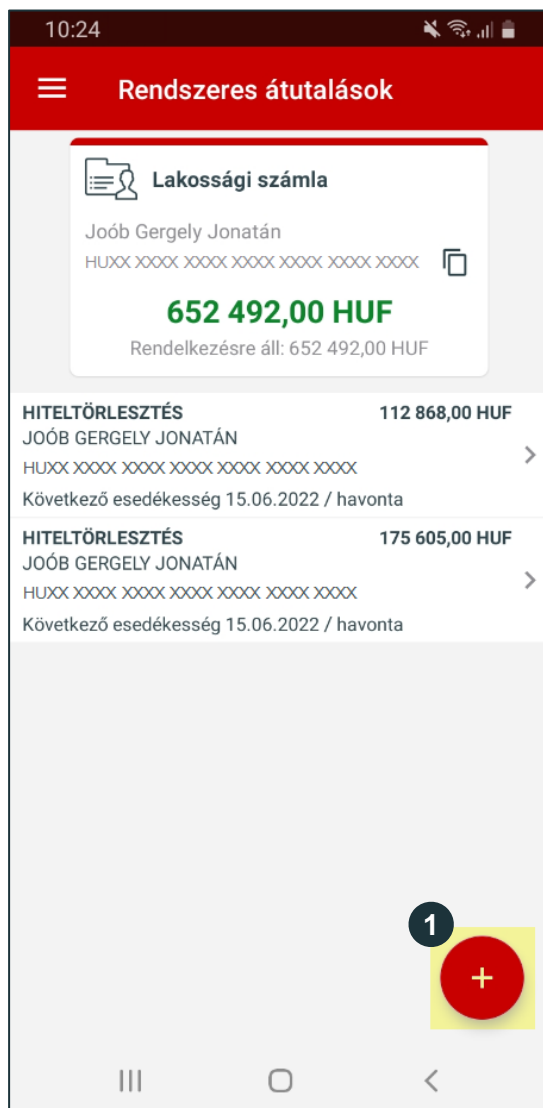 10:24
Rendszeres átutalások
Lakossági számla
Joób Gergely Jonatán
HUXX XXXX XXXX XXXX XXXX XXXX XXXX
652 492,00 HUF
Rendelkezésre áll: 652 492,00 HUF
HITELTÖRLESZTÉS 112 868,00 HUF
JOÓB GERGELY JONATÁN
HUXX XXXX XXXX XXXX XXXX XXXX XXXX
Következő esedékesség 15.06.2022 / havonta
HITELTÖRLESZTÉS 175 605,00 HUF
JOÓB GERGELY JONATÁN
HUXX XXXX XXXX XXXX XXXX XXXX XXXX
Következő esedékesség 15.06.2022 / havonta
1
+